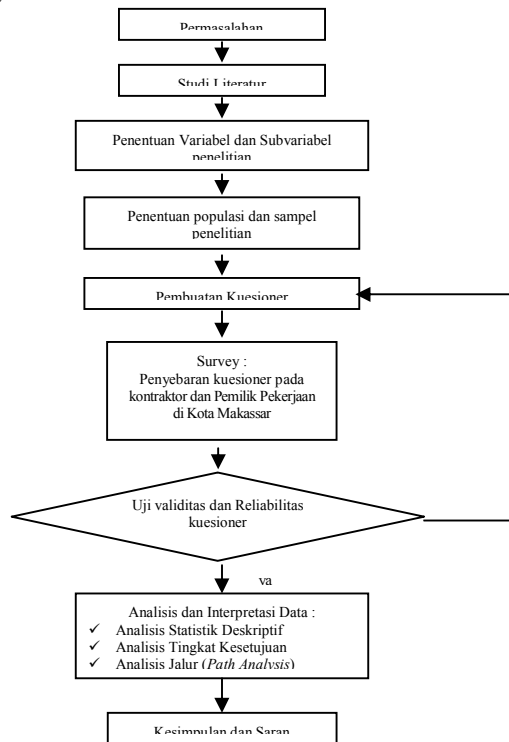 Permasalahan
Studi Literatur
Penentuan Variabel dan Subvariabel
penelitian
Penentuan populasi dan sampel
penelitian
Pembuatan Kuesioner
Survey :
Penyebaran kuesioner pada
kontraktor dan Pemilik Pekerjaan
di Kota Makassar
Uji validitas dan Reliabilitas
kuesioner
va
Analisis dan Interpretasi Data :
✓ Analisis Statistik Deskriptif
✓ Analisis Tingkat Kesetujuan
✓ Analisis Jalur (Path Analysis)
Kesimpulan dan Saran